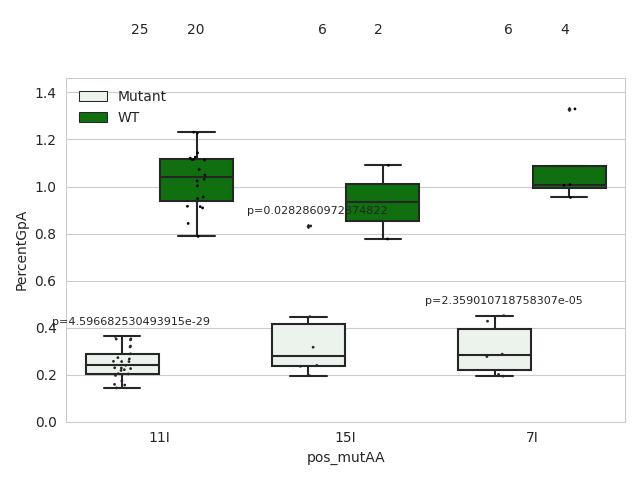 25 20 6 2 6 4
1.4
Mutant
WT
1.2
1.0
p=0.0282860972874822
0.8
0.6
p=2.359010718758307e-05
0.4
p=4.596682530493915e-29
0.2
0.0
PercentGpA
11I 15I 7I
pos_mutAA